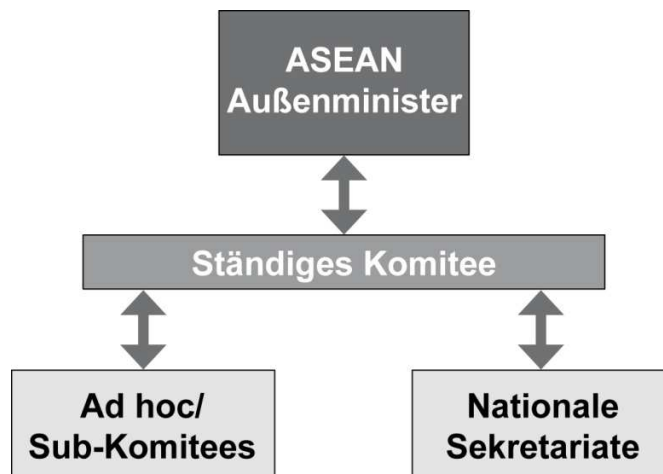 ASEAN
Außenminister
Ständiges Komitee
Ad hoc/
Sub-Komitees
Nationale
Sekretariate